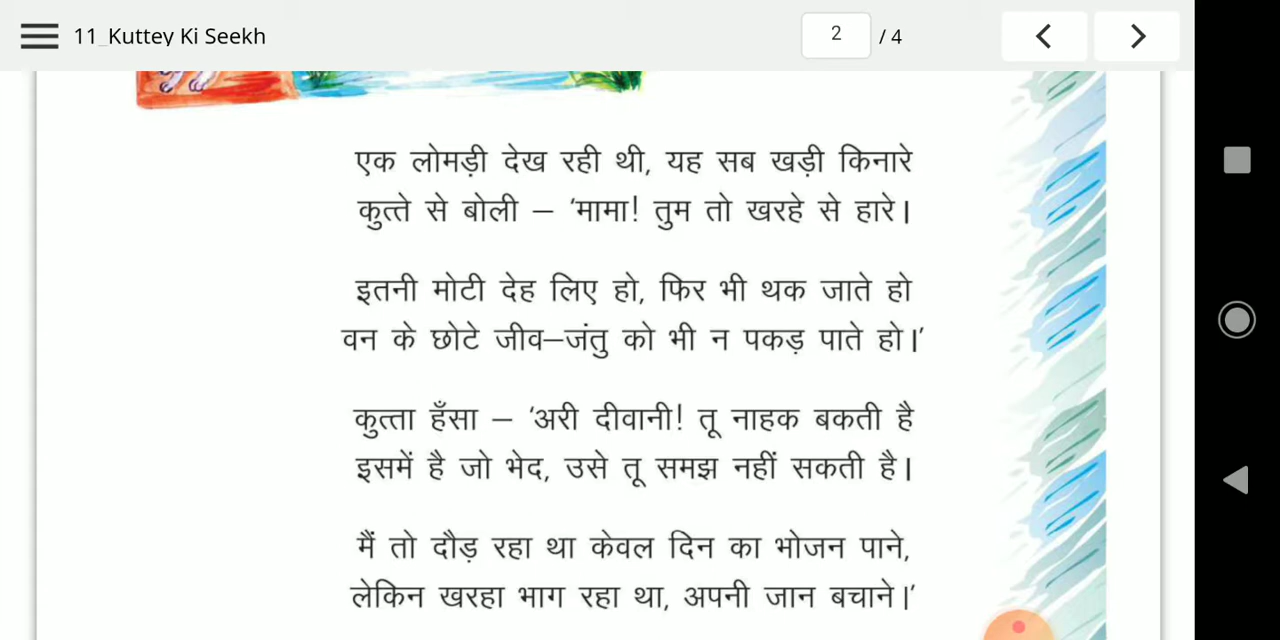 11_Kuttey Ki Seekh
2 / 4
एक लोमड़ी देख रही थी, यह सब खड़ी किनारे
कुत्ते से बोली – ‘मामा! तुम तो खरहे से हारे।
इतनी मोटी देह लिए हो, फिर भी थक जाते हो
वन के छोटे जीव–जंतु को भी न पकड़ पाते हो।’
कुत्ता हँसा – ‘अरी दीवानी! तू नाहक बकती है
इसमें है जो भेद, उसे तू समझ नहीं सकती है।
मैं तो दौड़ रहा था केवल दिन का भोजन पाने,
लेकिन खरहा भाग रहा था, अपनी जान बचाने।’